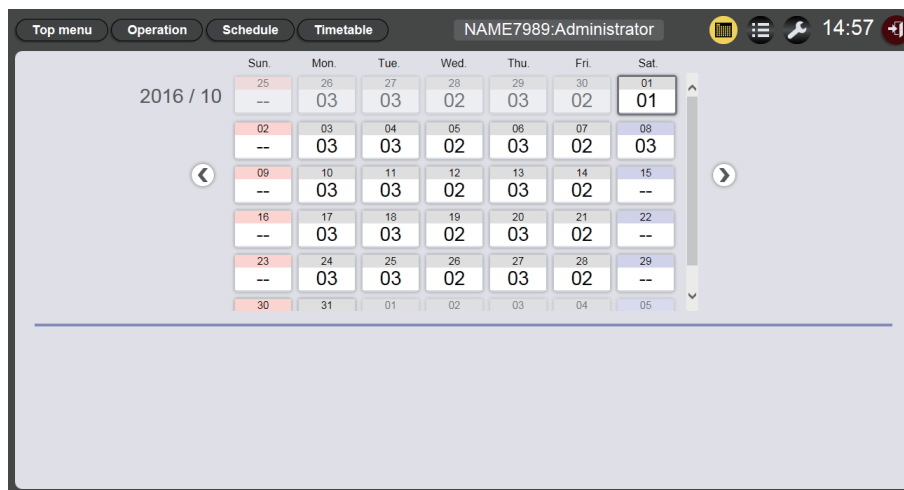 Top menu Operation Schedule Timetable NAME7989:Administrator 14:57
Sun. Mon. Tue. Wed. Thu. Fri. Sat.
2016 / 10
25 26 27 28 29 30 01
-- 03 03 02 03 02 01
02 03 04 05 06 07 08
-- 03 03 02 03 02 03
09 10 11 12 13 14 15
-- 03 03 02 03 02 --
16 17 18 19 20 21 22
-- 03 03 02 03 02 --
23 24 25 26 27 28 29
-- 03 03 02 03 02 --
30 31 01 02 03 04 05